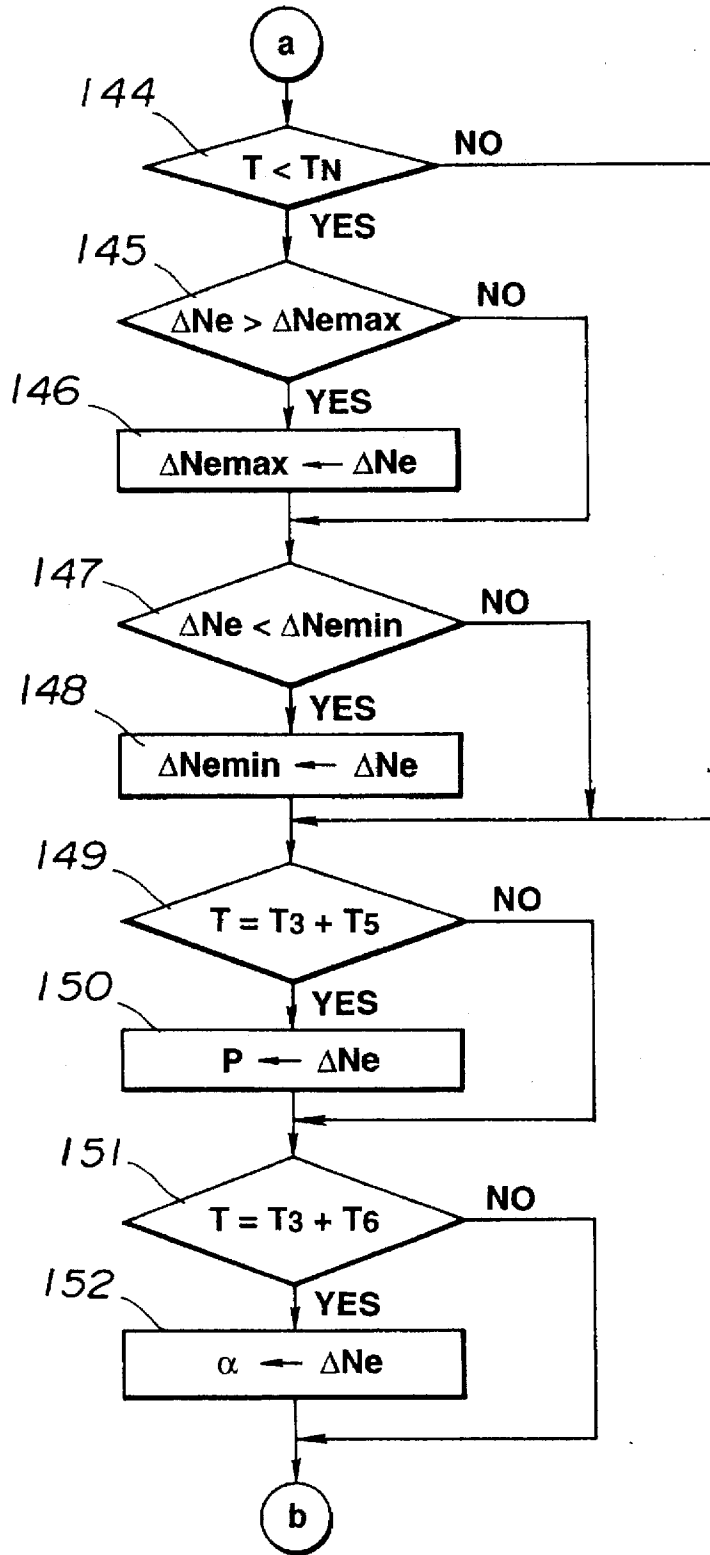 a
144
T < TN
NO
YES
145
ΔNe > ΔNemax
NO
YES
146
ΔNemax ← ΔNe
147
ΔNe < ΔNemin
NO
YES
148
ΔNemin ← ΔNe
149
T = T3 + T5
NO
YES
150
P ← ΔNe
151
T = T3 + T6
NO
YES
152
α ← ΔNe
b